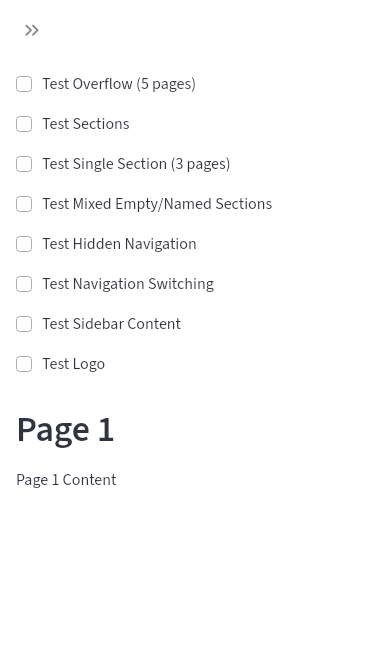 Test Overflow (5 pages)
Test Sections
Test Single Section (3 pages)
Test Mixed Empty/Named Sections
Test Hidden Navigation
Test Navigation Switching
Test Sidebar Content
Test Logo
Page 1
Page 1 Content